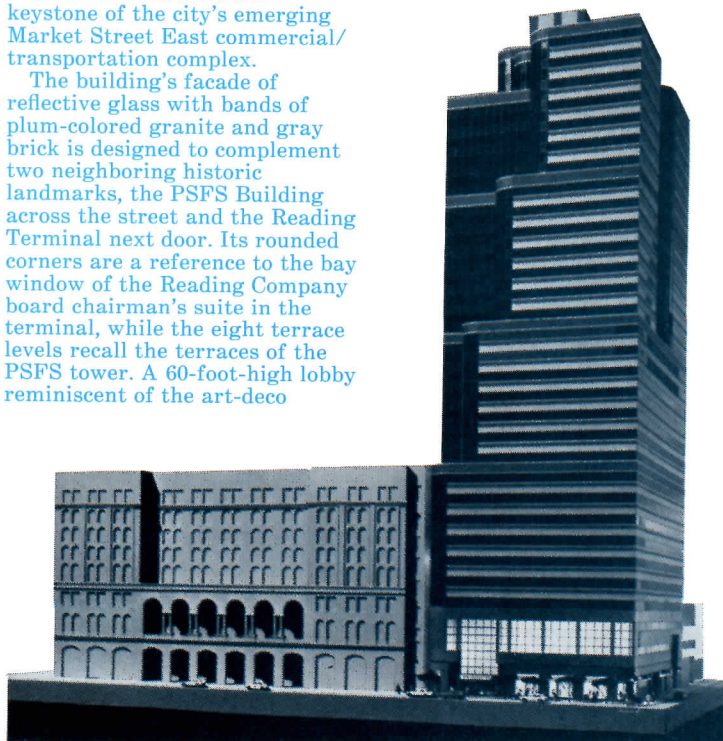 keystone of the city’s emerging
Market Street East commercial/
transportation complex.
The building’s facade of
reflective glass with bands of
plum-colored granite and gray
brick is designed to complement
two neighboring historic
landmarks, the PSFS Building
across the street and the Reading
Terminal next door. Its rounded
corners are a reference to the bay
window of the Reading Company
board chairman’s suite in the
terminal, while the eight terrace
levels recall the terraces of the
PSFS tower. A 60-foot-high lobby
reminiscent of the art-deco